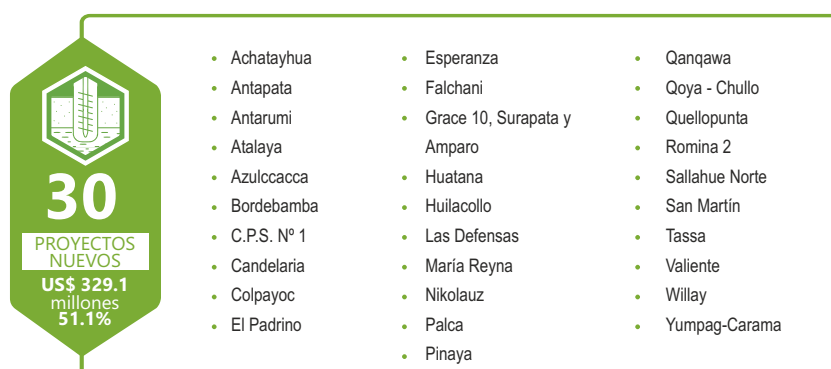 30
PROYECTOS
NUEVOS
US$ 329.1
millones
51.1%
• Achatayhua
• Antapata
• Antarumi
• Atalaya
• Azulccacca
• Bordebamba
• C.P.S. Nº 1
• Candelaria
• Colpayoc
• El Padrino
• Esperanza
• Falchani
• Grace 10, Surapata y
Amparo
• Huatana
• Huilacollo
• Las Defensas
• María Reyna
• Nikolauz
• Palca
• Pinaya
• Qanqawa
• Qoya - Chullo
• Quellopunta
• Romina 2
• Sallahue Norte
• San Martín
• Tassa
• Valiente
• Willay
• Yumpag-Carama